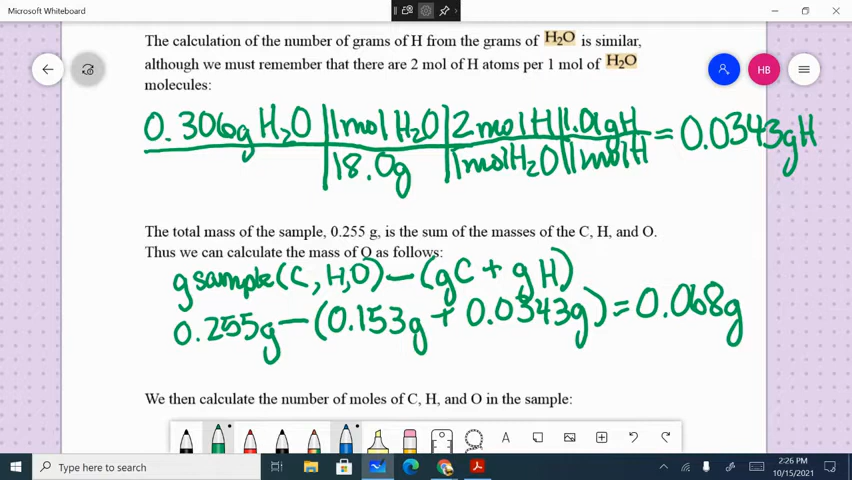 Microsoft Whiteboard
The calculation of the number of grams of H from the grams of H₂O is similar,
although we must remember that there are 2 mol of H atoms per 1 mol of H₂O
molecules:
HB
0.306g H₂O | 1mol H₂O | 2 mol H | 1.01gH = 0.0343gH
18.0g | 1mol H₂O | 1mol H
The total mass of the sample, 0.255 g, is the sum of the masses of the C, H, and O.
Thus we can calculate the mass of O as follows:
g sample (C, H, O) − (gC + gH)
0.255g − (0.153g + 0.0343g) = 0.068g
We then calculate the number of moles of C, H, and O in the sample:
A
Type here to search
2:26 PM
10/15/2021